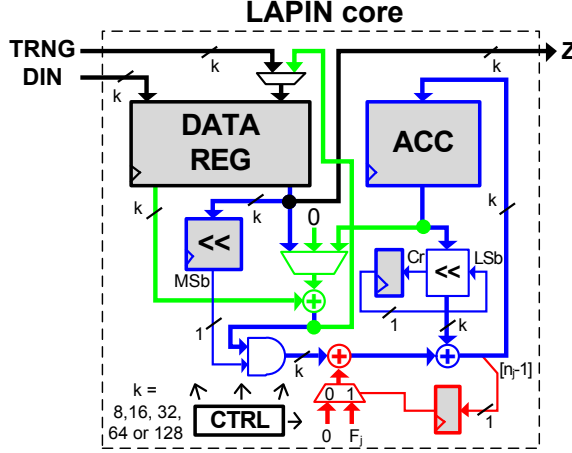 LAPIN core
TRNG
DIN
k
k
k
Z
DATA
REG
ACC
k
k
k
<<
MSb
0
Cr
<<
LSb
1
1
k
k
[nj-1]
k =
8,16, 32,
64 or 128
CTRL
0 1
0
Fj
1